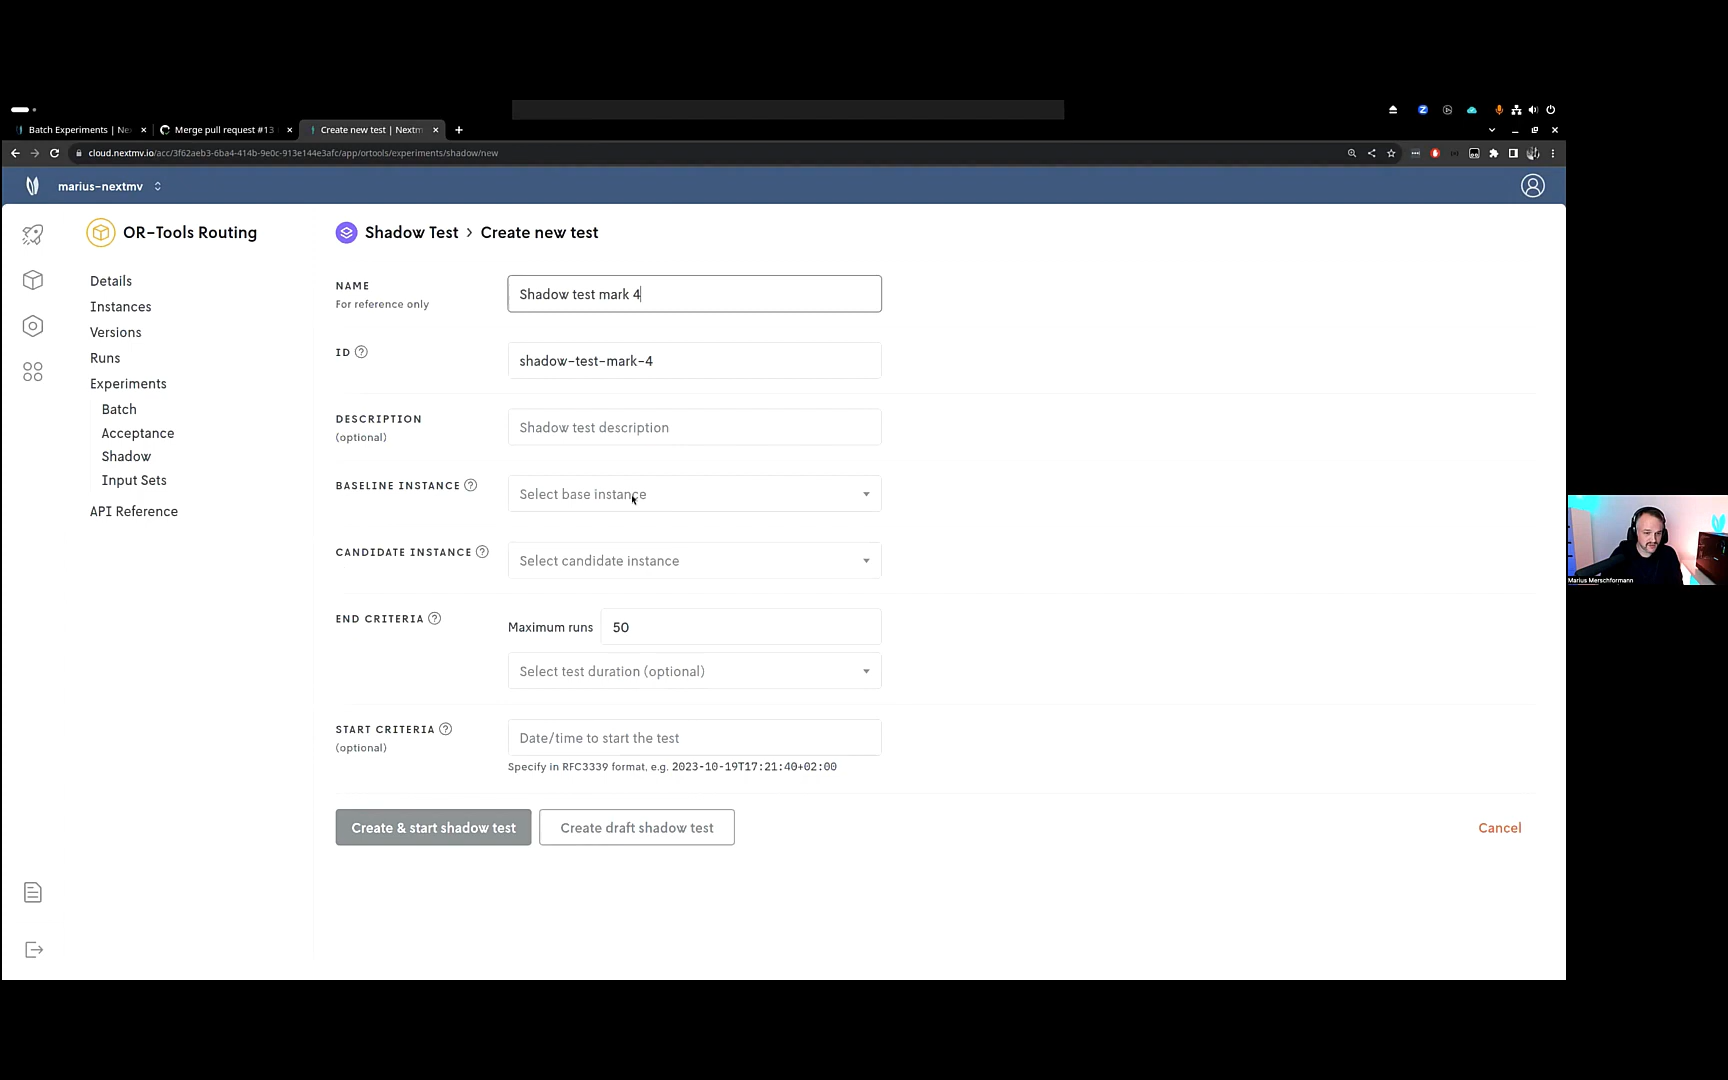 Batch Experiments | Ne
Merge pull request #13
Create new test | Nextm
cloud.nextmv.io/acc/3f62aeb3-6ba4-414b-9e0c-913e144e3afc/app/ortools/experiments/shadow/new
marius-nextmv
OR-Tools Routing
Details
Instances
Versions
Runs
Experiments
Batch
Acceptance
Shadow
Input Sets
API Reference
Shadow Test > Create new test
NAME
For reference only
Shadow test mark 4
ID
shadow-test-mark-4
DESCRIPTION
(optional)
Shadow test description
BASELINE INSTANCE
Select base instance
CANDIDATE INSTANCE
Select candidate instance
END CRITERIA
Maximum runs 50
Select test duration (optional)
START CRITERIA
(optional)
Date/time to start the test
Specify in RFC3339 format, e.g. 2023-10-19T17:21:40+02:00
Create & start shadow test
Create draft shadow test
Cancel
Marius Merschformann